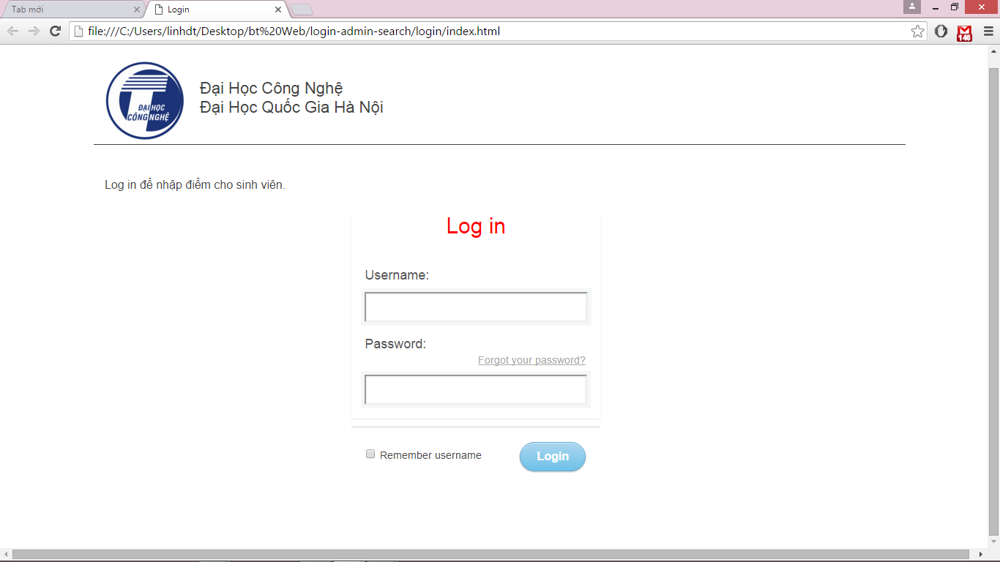 Tab mới
Login
file:///C:/Users/linhdt/Desktop/bt%20Web/login-admin-search/login/index.html
146
ĐẠI HỌC
CÔNG NGHỆ
Đại Học Công Nghệ
Đại Học Quốc Gia Hà Nội
Log in để nhập điểm cho sinh viên.
Log in
Username:
Password:
Forgot your password?
Remember username
Login